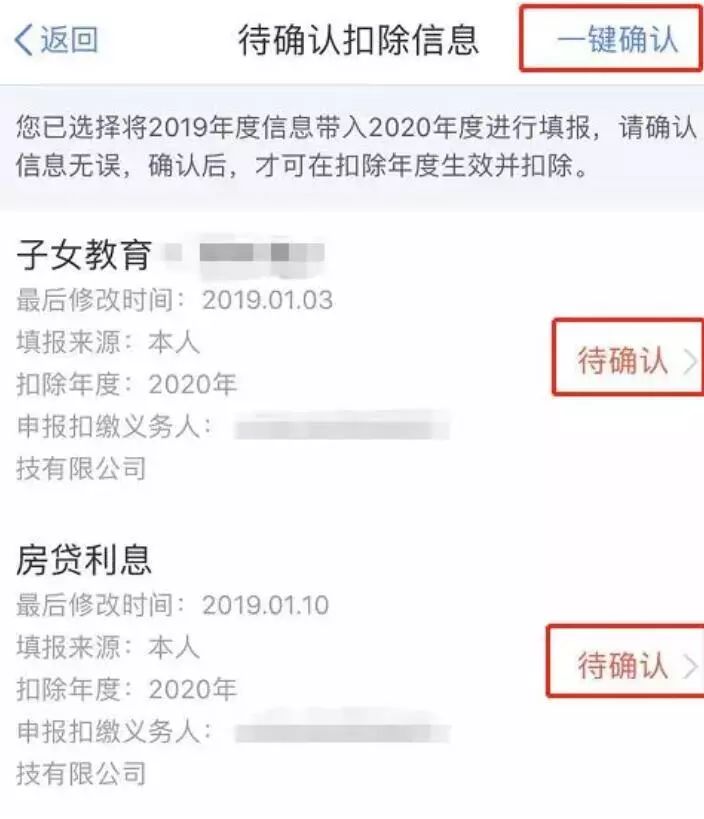 返回
待确认扣除信息
一键确认
您已选择将2019年度信息带入2020年度进行填报，请确认
信息无误，确认后，才可在扣除年度生效并扣除。
子女教育
最后修改时间：2019.01.03
填报来源：本人
待确认
扣除年度：2020年
申报扣缴义务人：
技有限公司
房贷利息
最后修改时间：2019.01.10
填报来源：本人
待确认
扣除年度：2020年
申报扣缴义务人：
技有限公司